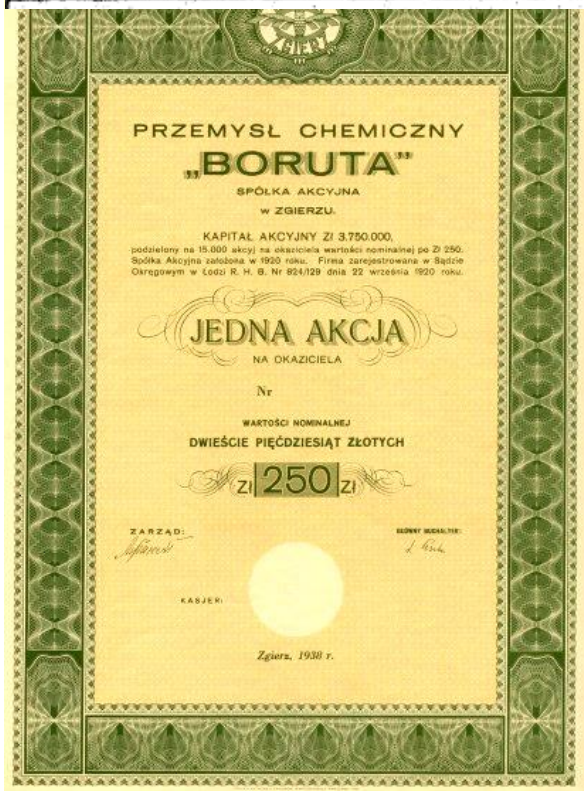 ZGIERZ
PRZEMYSŁ CHEMICZNY
„BORUTA”
SPÓŁKA AKCYJNA
w ZGIERZU.
KAPITAŁ AKCYJNY Zł 3.750.000,
podzielony na 15.000 akcyj na okaziciela wartości nominalnej po Zł 250.
Spółka Akcyjna założona w 1920 roku. Firma zarejestrowana w Sądzie
Okręgowym w Łodzi R. H. B. Nr 824/129 dnia 22 września 1920 roku.
JEDNA AKCJA
NA OKAZICIELA
Nr
WARTOŚCI NOMINALNEJ
DWIEŚCIE PIĘĆDZIESIĄT ZŁOTYCH
Zł 250 Zł
ZARZĄD: GŁÓWNY BUCHALTER:
KASJER:
Zgierz, 1938 r.